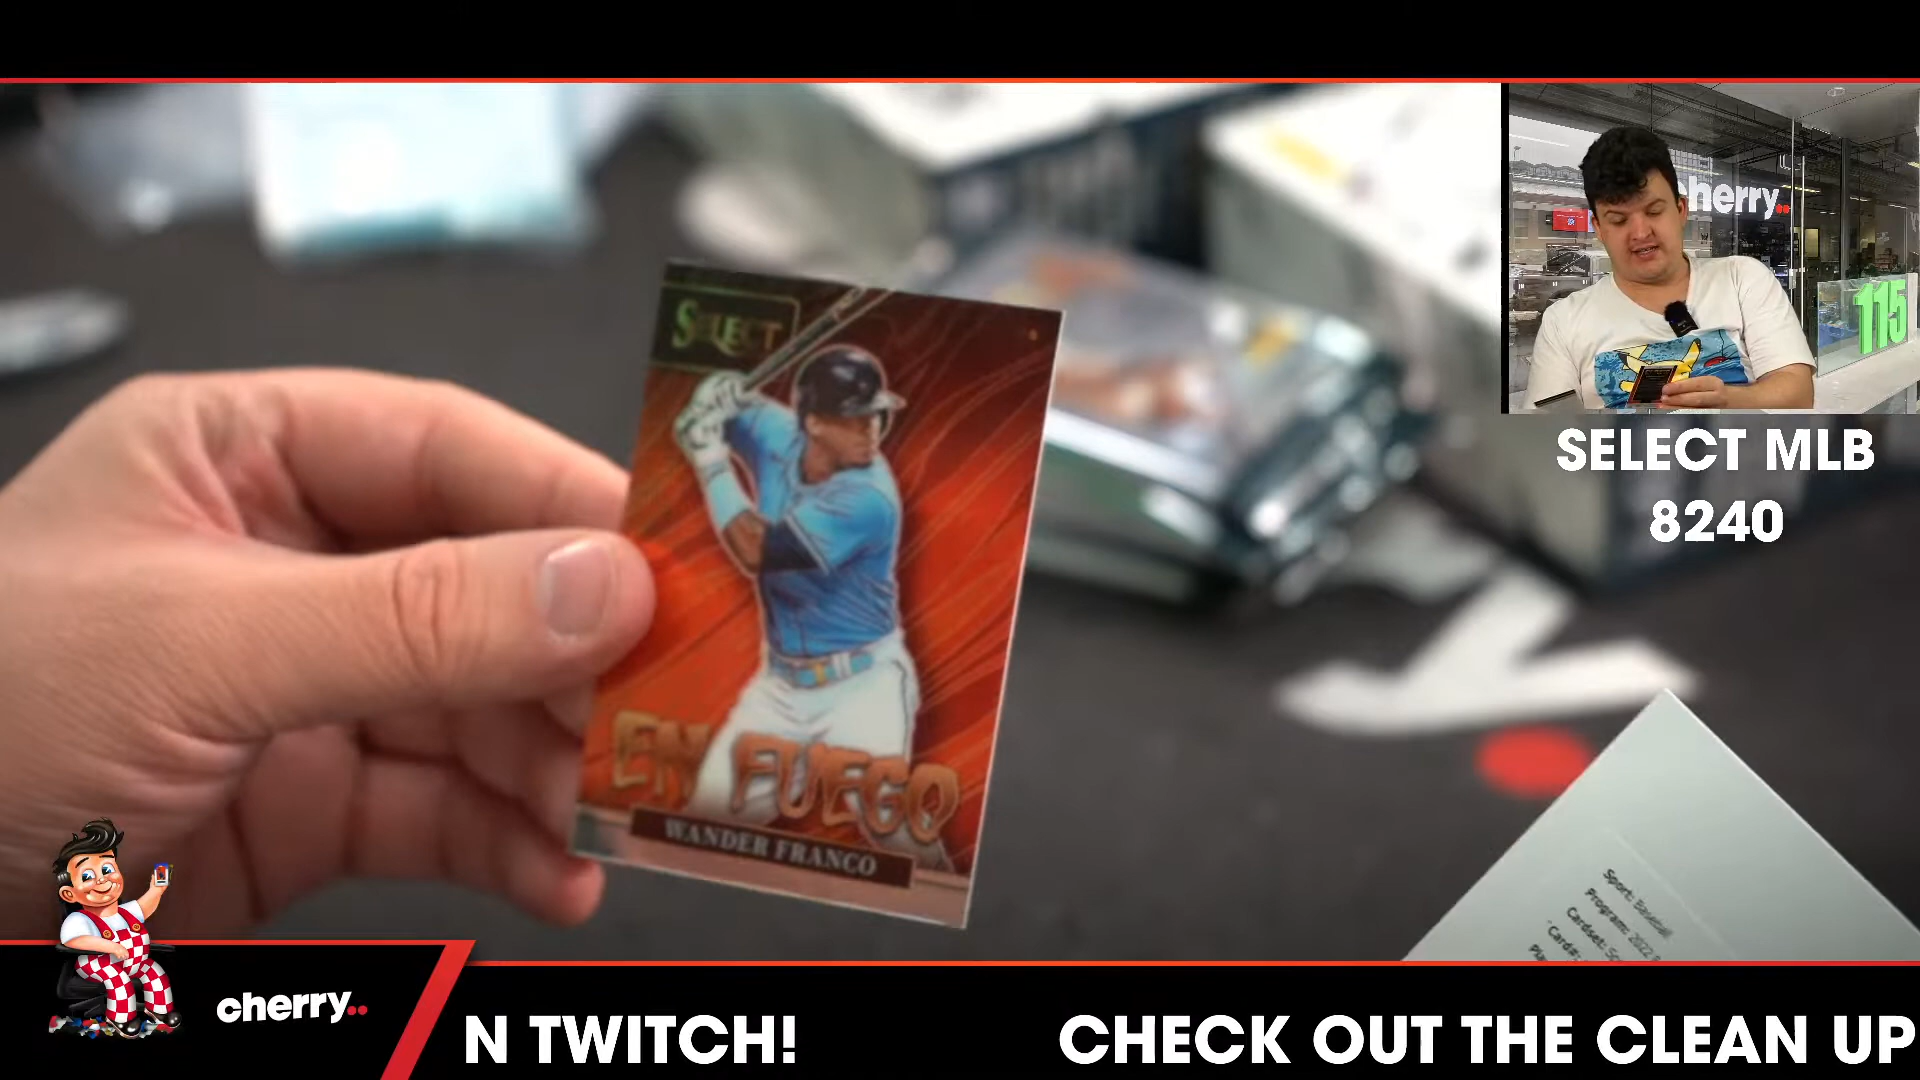 cherry..
115
SELECT MLB
8240
SELECT
EN FUEGO
WANDER FRANCO
Sport: Baseball
Program: 2022
Cardset:
Card#:
cherry..
N TWITCH!
CHECK OUT THE CLEAN UP